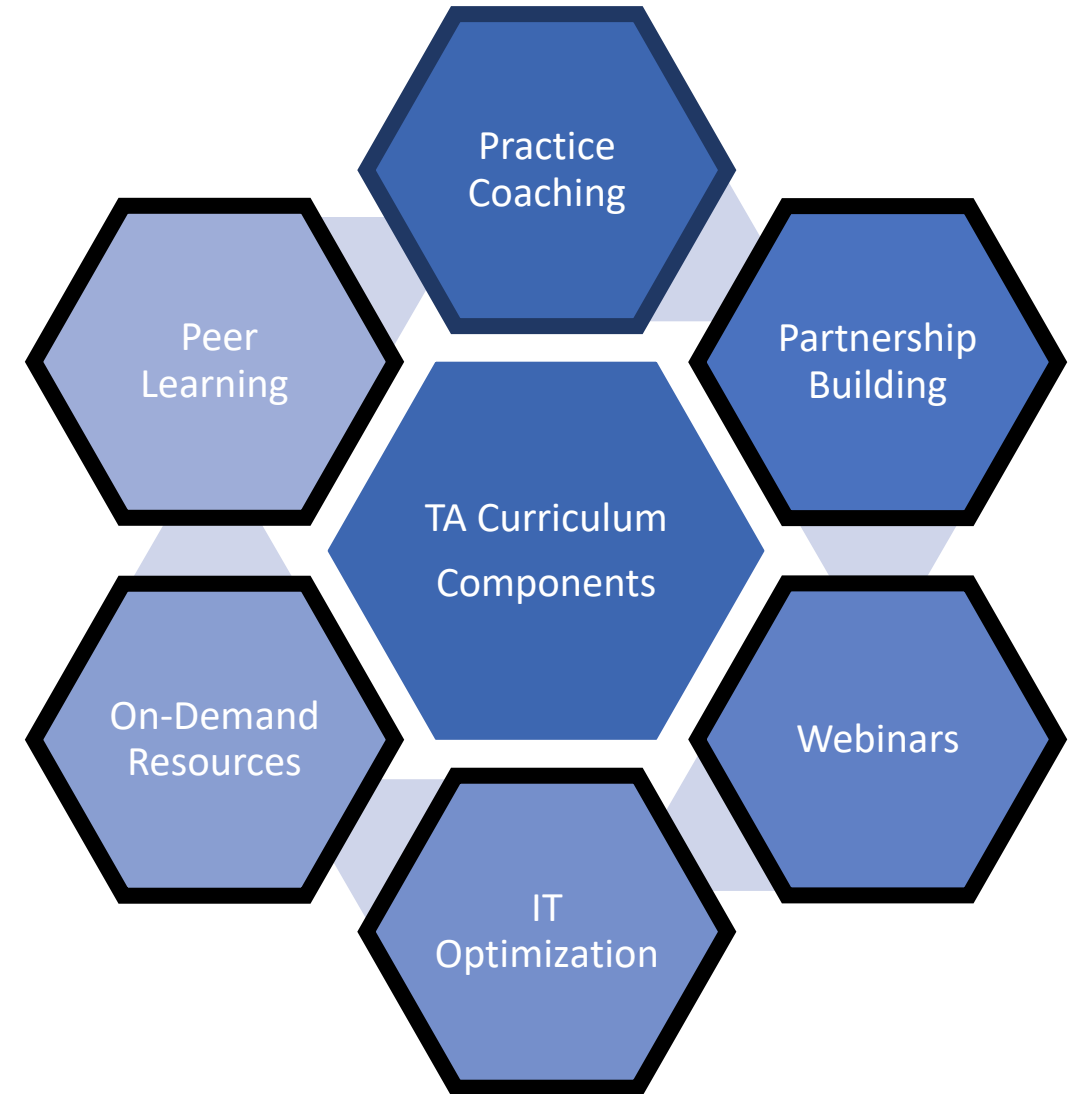 Practice
Coaching
Partnership
Building
Webinars
IT
Optimization
On-Demand
Resources
Peer
Learning
TA Curriculum
Components